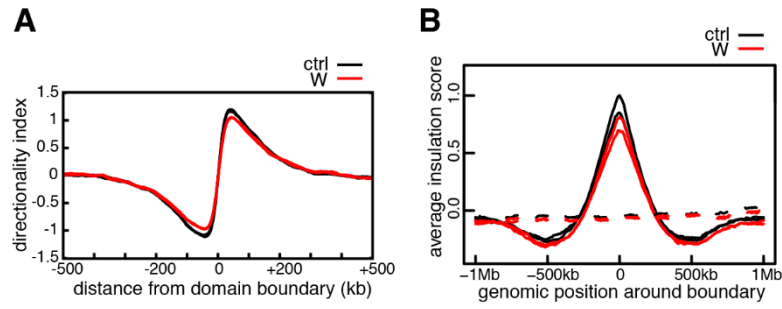 A
ctrl
W
directionality index
1.5
1
0.5
0
-0.5
-1
-1.5
-500 -200 0 +200 +500
distance from domain boundary (kb)
B
ctrl
W
average insulation score
1.0
0.5
0.0
−1Mb −500kb 0 500kb 1Mb
genomic position around boundary